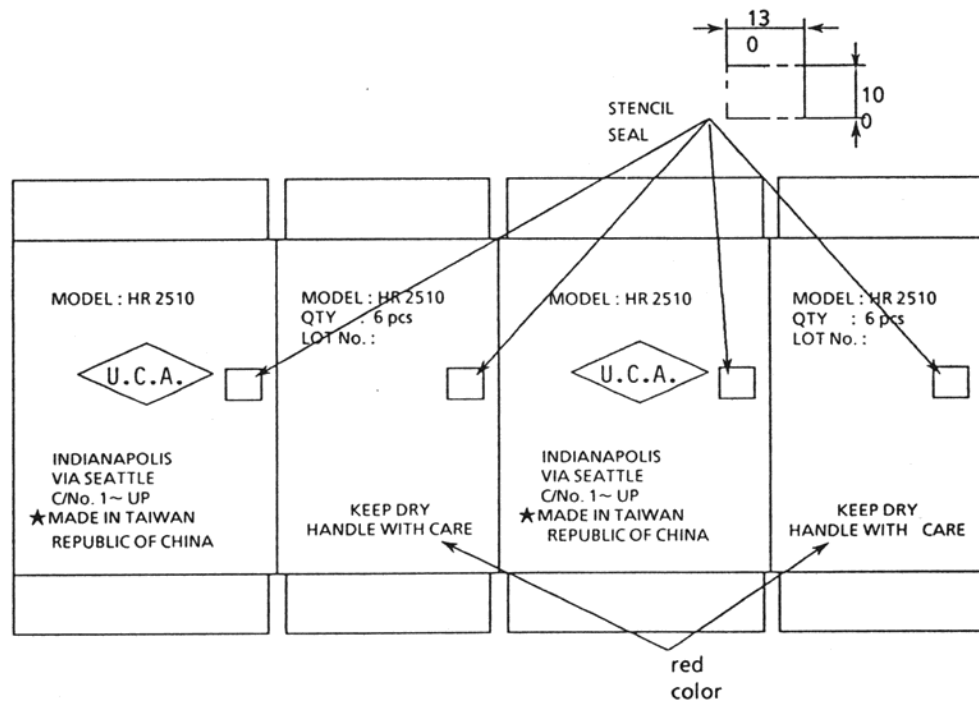 13
0
10
0
STENCIL
SEAL
MODEL : HR 2510
U.C.A.
INDIANAPOLIS
VIA SEATTLE
C/No. 1~ UP
★MADE IN TAIWAN
REPUBLIC OF CHINA
MODEL : HR 2510
QTY : 6 pcs
LOT No. :
KEEP DRY
HANDLE WITH CARE
MODEL : HR 2510
U.C.A.
INDIANAPOLIS
VIA SEATTLE
C/No. 1~ UP
★MADE IN TAIWAN
REPUBLIC OF CHINA
MODEL : HR 2510
QTY : 6 pcs
LOT No. :
KEEP DRY
HANDLE WITH CARE
red
color